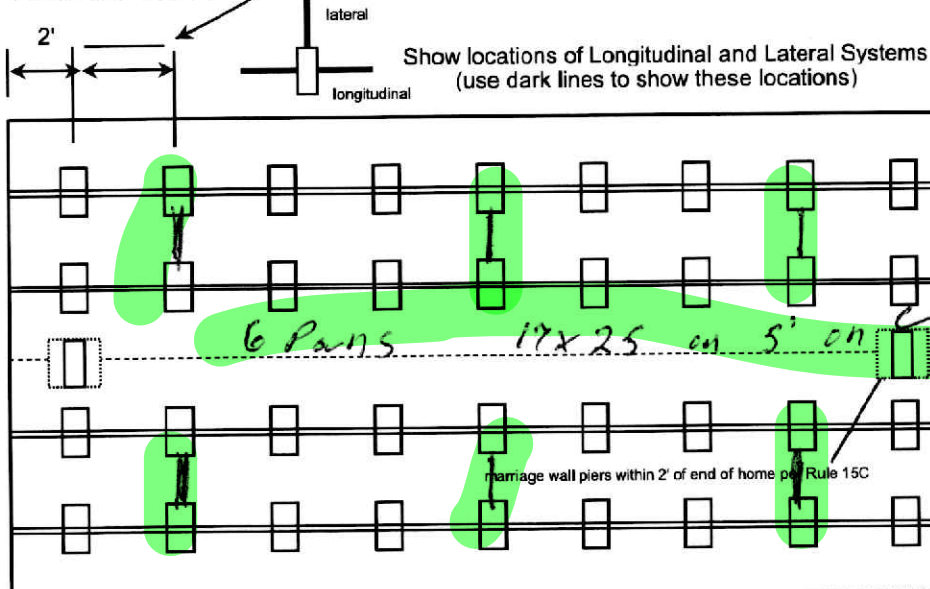 lateral
2'
longitudinal
Show locations of Longitudinal and Lateral Systems
(use dark lines to show these locations)
6 Pans 17x25 on 5' on
marriage wall piers within 2' of end of home per Rule 15C